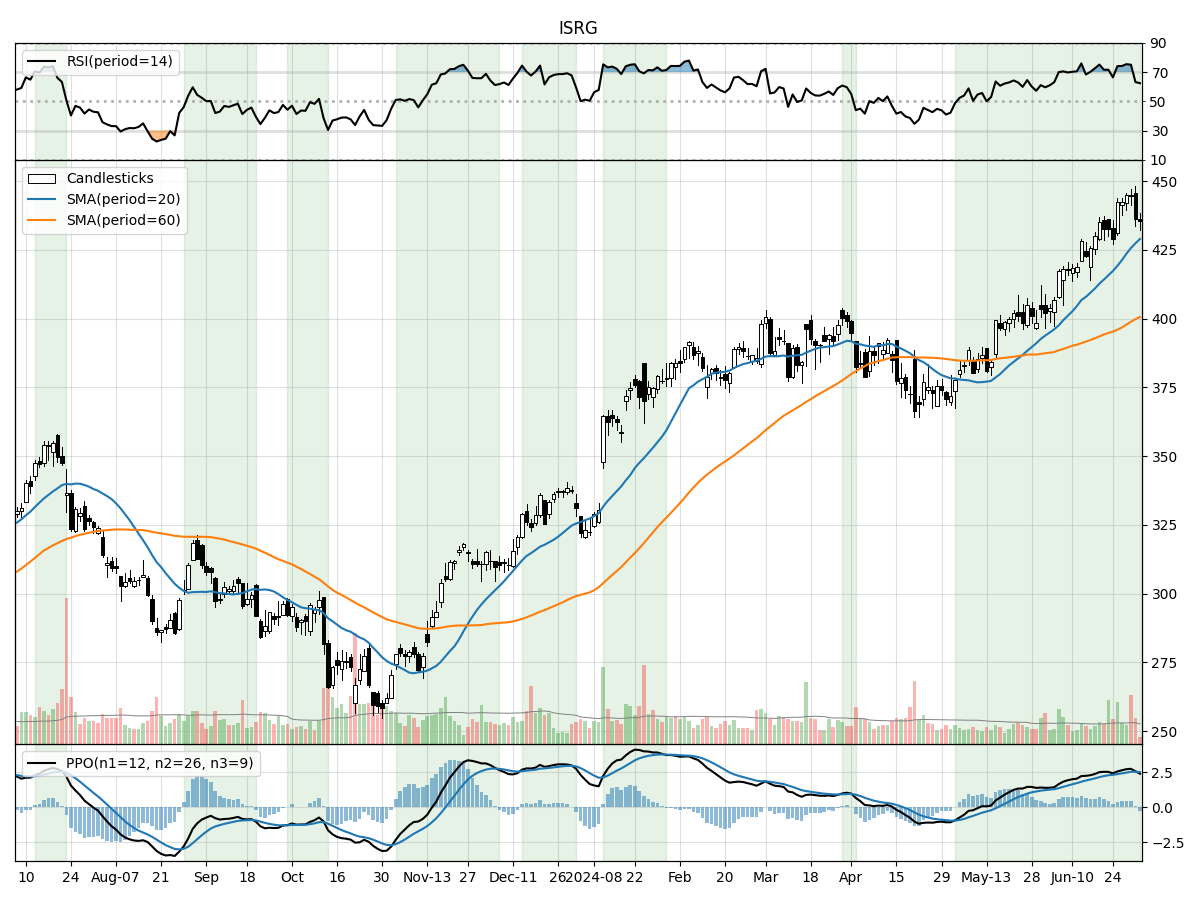 ISRG
RSI(period=14)
90
70
50
30
10
Candlesticks
SMA(period=20)
SMA(period=60)
450
425
400
375
350
325
300
275
250
PPO(n1=12, n2=26, n3=9)
2.5
0.0
−2.5
10 24 Aug-07 21 Sep 18 Oct 16 30 Nov-13 27 Dec-11 26 2024-08 22 Feb 20 Mar 18 Apr 15 29 May-13 28 Jun-10 24